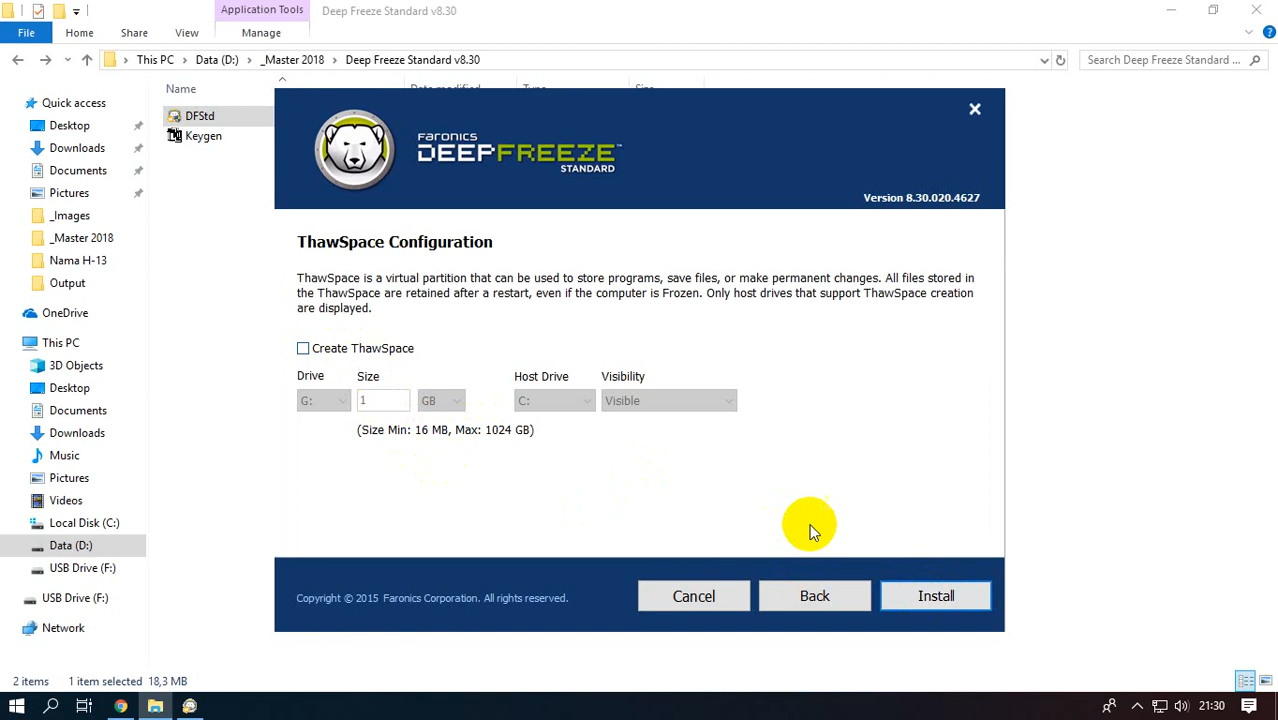 Application Tools
Deep Freeze Standard v8.30
File
Home
Share
View
Manage
This PC
Data (D:)
_Master 2018
Deep Freeze Standard v8.30
Search Deep Freeze Standard ...
Quick access
Desktop
Downloads
Documents
Pictures
_Images
_Master 2018
Nama H-13
Output
OneDrive
This PC
3D Objects
Desktop
Documents
Downloads
Music
Pictures
Videos
Local Disk (C:)
Data (D:)
USB Drive (F:)
USB Drive (F:)
Network
Name
Date modified
Type
Size
DFStd
Keygen
FARONICS
DEEPFREEZE™
STANDARD
Version 8.30.020.4627
ThawSpace Configuration
ThawSpace is a virtual partition that can be used to store programs, save files, or make permanent changes. All files stored in
the ThawSpace are retained after a restart, even if the computer is Frozen. Only host drives that support ThawSpace creation
are displayed.
Create ThawSpace
Drive
Size
Host Drive
Visibility
G:
1
GB
C:
Visible
(Size Min: 16 MB, Max: 1024 GB)
Copyright © 2015 Faronics Corporation. All rights reserved.
Cancel
Back
Install
2 items
1 item selected 18,3 MB
21:30